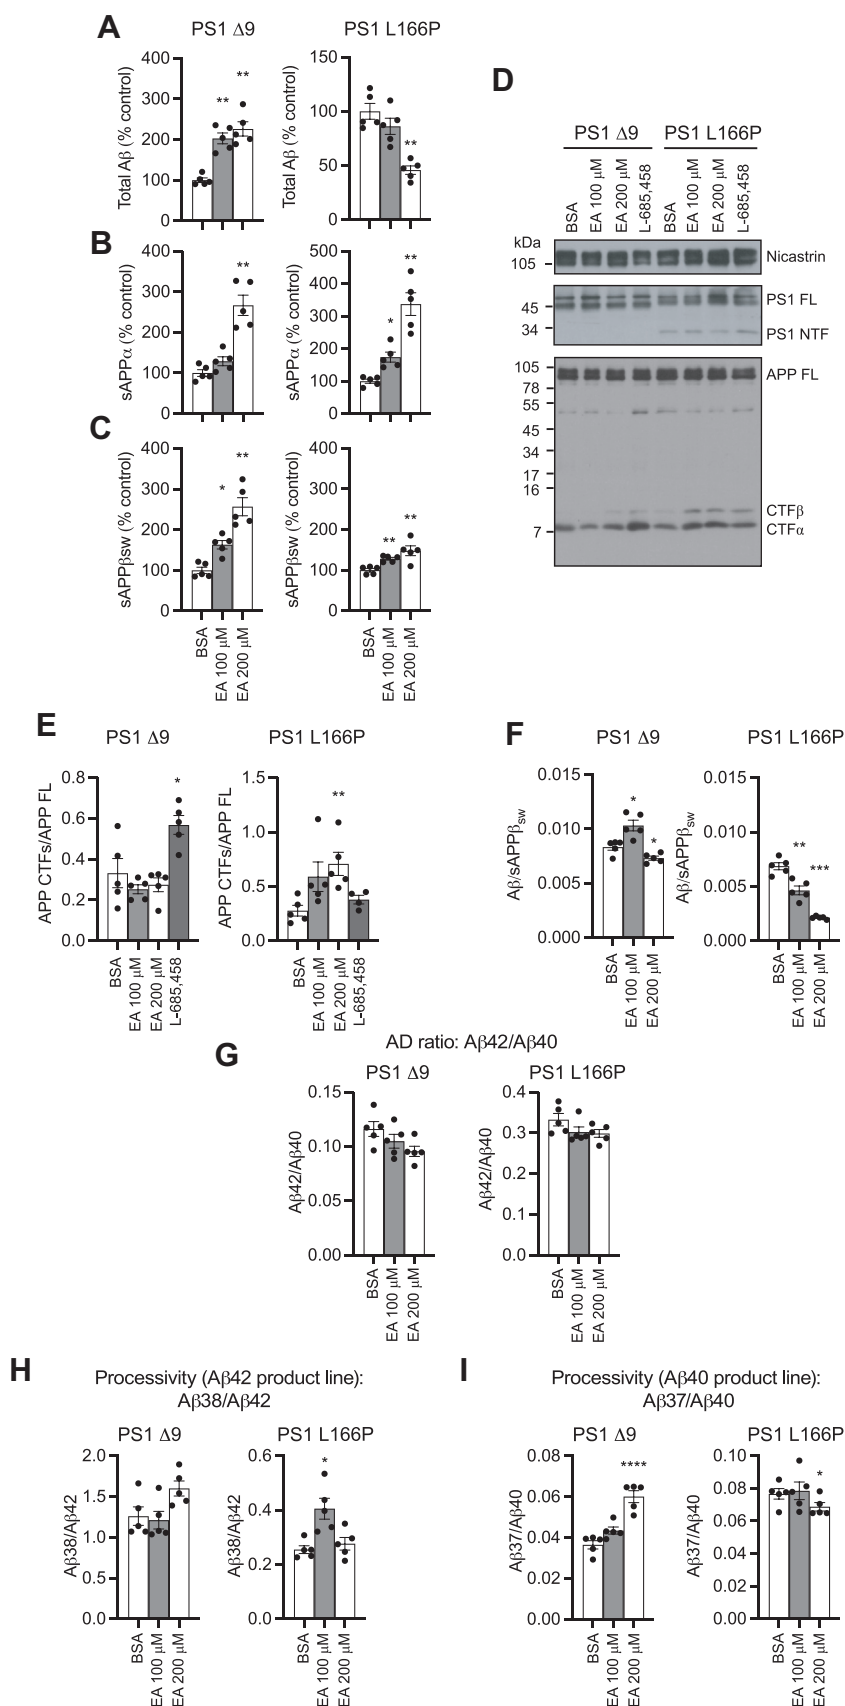 A
PS1 Δ9
PS1 L166P
Total Aβ (% control)
400
300
200
100
0
**
**
Total Aβ (% control)
150
100
50
0
**
B
sAPPα (% control)
400
300
200
100
0
**
sAPPα (% control)
500
400
300
200
100
0
*
**
C
sAPPβsw (% control)
400
300
200
100
0
*
**
BSA
EA 100 μM
EA 200 μM
sAPPβsw (% control)
400
300
200
100
0
**
**
BSA
EA 100 μM
EA 200 μM
D
PS1 Δ9
PS1 L166P
BSA
EA 100 μM
EA 200 μM
L-685,458
BSA
EA 100 μM
EA 200 μM
L-685,458
kDa
105
Nicastrin
45
34
PS1 FL
PS1 NTF
105
78
55
45
34
17
16
7
APP FL
CTFβ
CTFα
E
PS1 Δ9
PS1 L166P
APP CTFs/APP FL
0.8
0.6
0.4
0.2
0.0
*
BSA
EA 100 μM
EA 200 μM
L-685,458
APP CTFs/APP FL
1.5
1.0
0.5
0.0
**
BSA
EA 100 μM
EA 200 μM
L-685,458
F
PS1 Δ9
PS1 L166P
Aβ/sAPPβsw
0.015
0.010
0.005
0.000
*
*
BSA
EA 100 μM
EA 200 μM
Aβ/sAPPβsw
0.015
0.010
0.005
0.000
**
***
BSA
EA 100 μM
EA 200 μM
G
AD ratio: Aβ42/Aβ40
PS1 Δ9
PS1 L166P
Aβ42/Aβ40
0.15
0.10
0.05
0.00
BSA
EA 100 μM
EA 200 μM
Aβ42/Aβ40
0.4
0.3
0.2
0.1
0.0
BSA
EA 100 μM
EA 200 μM
H
Processivity (Aβ42 product line):
Aβ38/Aβ42
PS1 Δ9
PS1 L166P
Aβ38/Aβ42
2.0
1.5
1.0
0.5
0.0
BSA
EA 100 μM
EA 200 μM
Aβ38/Aβ42
0.6
0.4
0.2
0.0
*
BSA
EA 100 μM
EA 200 μM
I
Processivity (Aβ40 product line):
Aβ37/Aβ40
PS1 Δ9
PS1 L166P
Aβ37/Aβ40
0.08
0.06
0.04
0.02
0.00
****
BSA
EA 100 μM
EA 200 μM
Aβ37/Aβ40
0.10
0.08
0.06
0.04
0.02
0.00
*
BSA
EA 100 μM
EA 200 μM